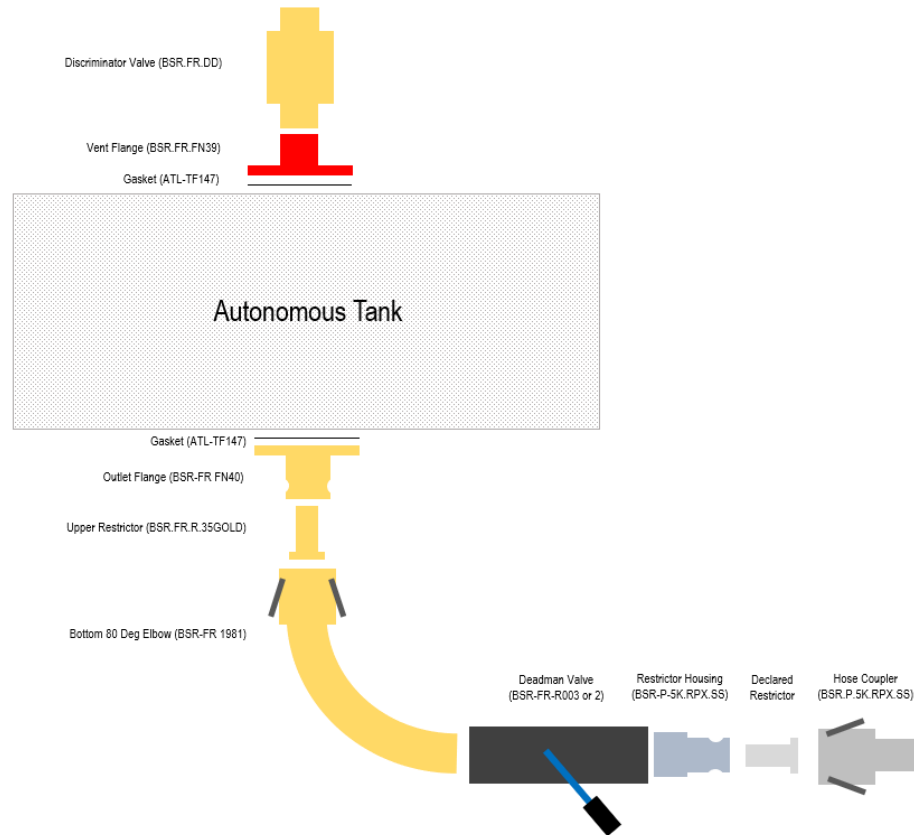 Discriminator Valve (BSR.FR.DD)
Vent Flange (BSR.FR.FN39)
Gasket (ATL-TF147)
Autonomous Tank
Gasket (ATL-TF147)
Outlet Flange (BSR-FR FN40)
Upper Restrictor (BSR.FR.R.35GOLD)
Bottom 80 Deg Elbow (BSR-FR 1981)
Deadman Valve
(BSR-FR-R003 or 2)
Restrictor Housing
(BSR-P-5K.RPX.SS)
Declared
Restrictor
Hose Coupler
(BSR.P.5K.RPX.SS)